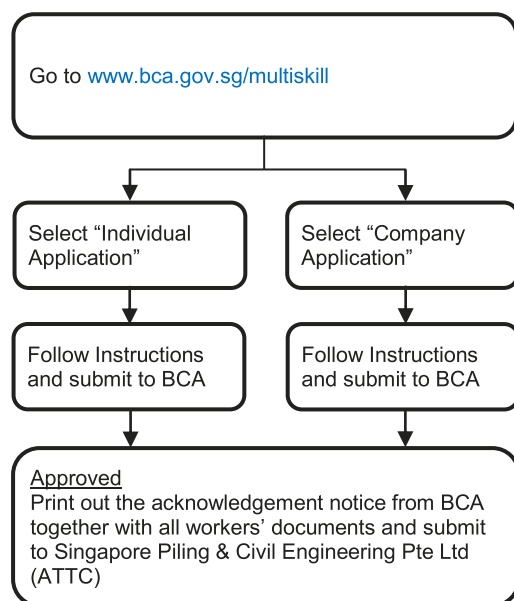 Go to www.bca.gov.sg/multiskill
Select “Individual
Application”
Select “Company
Application”
Follow Instructions
and submit to BCA
Follow Instructions
and submit to BCA
Approved
Print out the acknowledgement notice from BCA
together with all workers’ documents and submit
to Singapore Piling & Civil Engineering Pte Ltd
(ATTC)